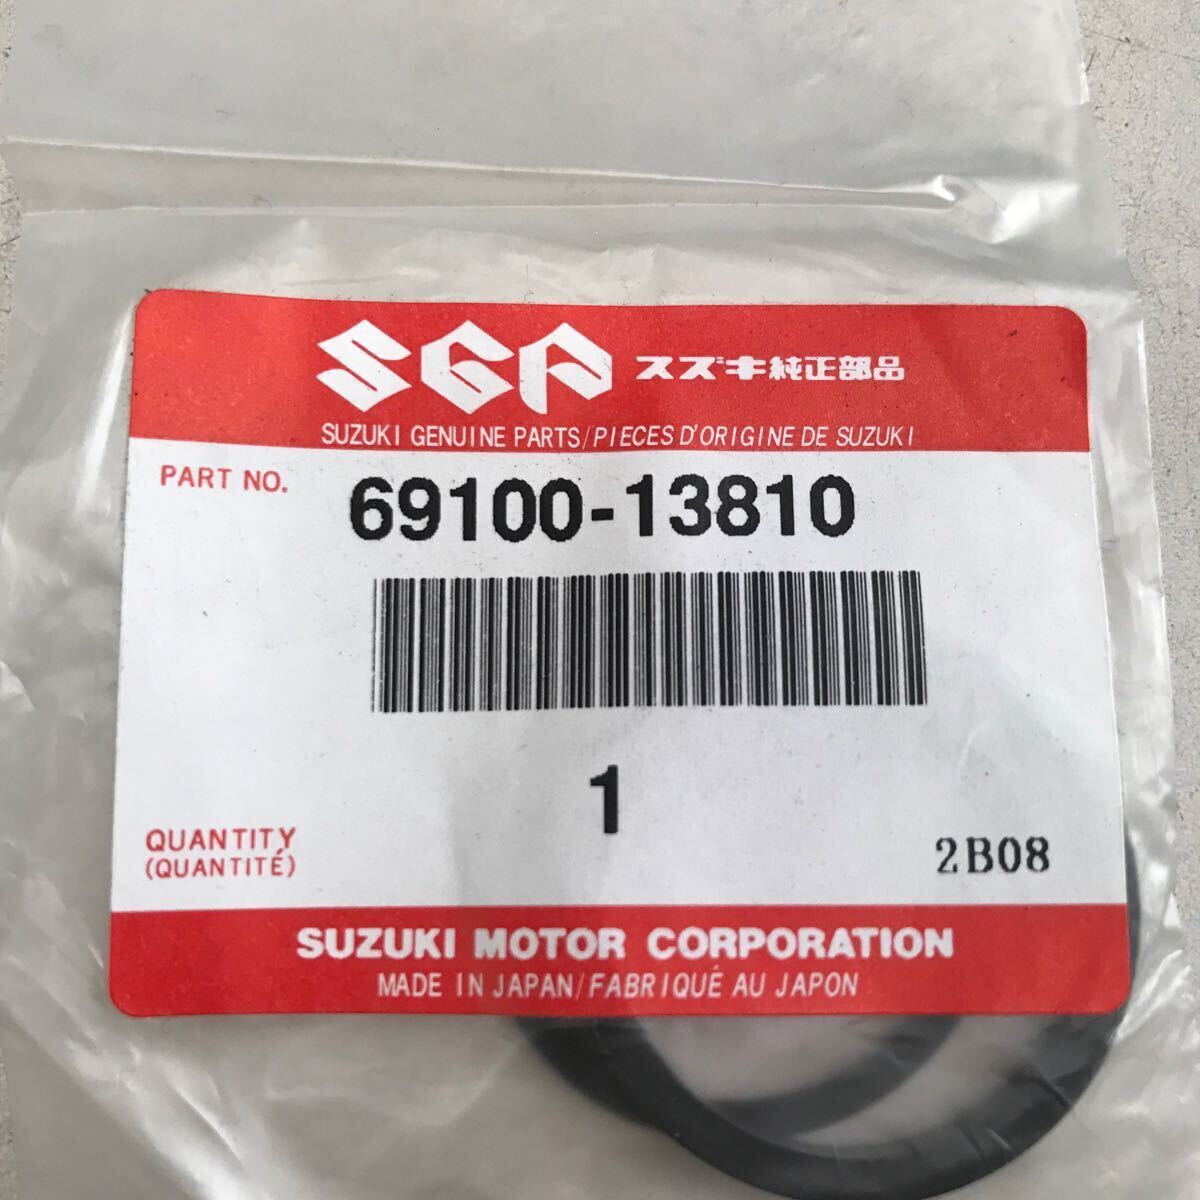 SGP スズキ純正部品
SUZUKI GENUINE PARTS/PIECES D'ORIGINE DE SUZUKI
PART NO. 69100-13810
1
QUANTITY
(QUANTITÉ)
2B08
SUZUKI MOTOR CORPORATION
MADE IN JAPAN/FABRIQUÉ AU JAPON